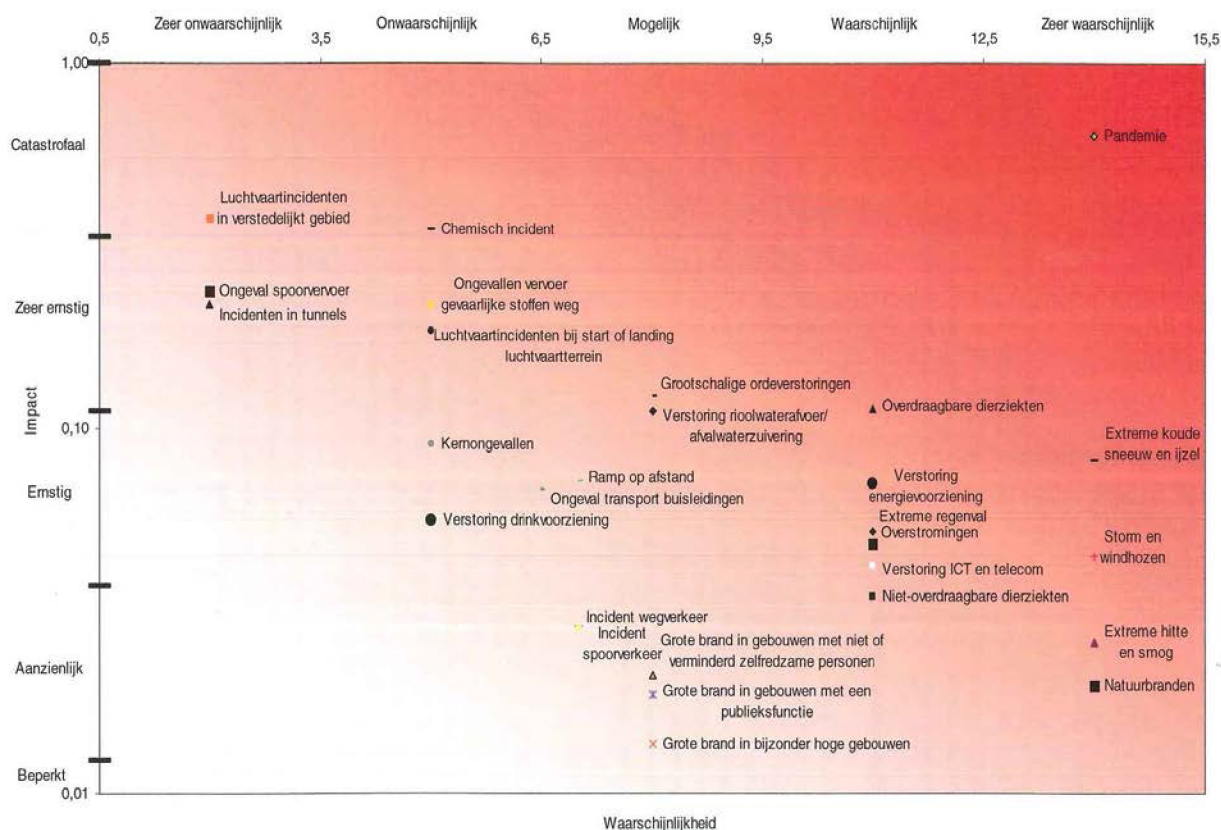 Zeer onwaarschijnlijk Onwaarschijnlijk Mogelijk Waarschijnlijk Zeer waarschijnlijk
0,5 3,5 6,5 9,5 12,5 15,5
1,00
Catastrofaal
Pandemie
Luchtvaartincidenten
in verstedelijkt gebied
Chemisch incident
Ongeval spoorvervoer
Incidenten in tunnels
Ongevallen vervoer
gevaarlijke stoffen weg
Zeer ernstig
Luchtvaartincidenten bij start of landing
luchtvaartterrein
Grootschalige ordeverstoringen
Verstoring rioolwaterafvoer/
afvalwaterzuivering
Overdraagbare dierziekten
Impact
0,10
Kernongevallen
Extreme koude
sneeuw en ijzel
Ramp op afstand
Ongeval transport buisleidingen
Verstoring
energievoorziening
Ernstig
Verstoring drinkvoorziening
Extreme regenval
Overstromingen
Storm en
windhozen
Verstoring ICT en telecom
Niet-overdraagbare dierziekten
Incident wegverkeer
Incident
spoorverkeer
Grote brand in gebouwen met niet of
verminderd zelfredzame personen
Extreme hitte
en smog
Aanzienlijk
Grote brand in gebouwen met een
publieksfunctie
Natuurbranden
Grote brand in bijzonder hoge gebouwen
Beperkt
0,01
Waarschijnlijkheid